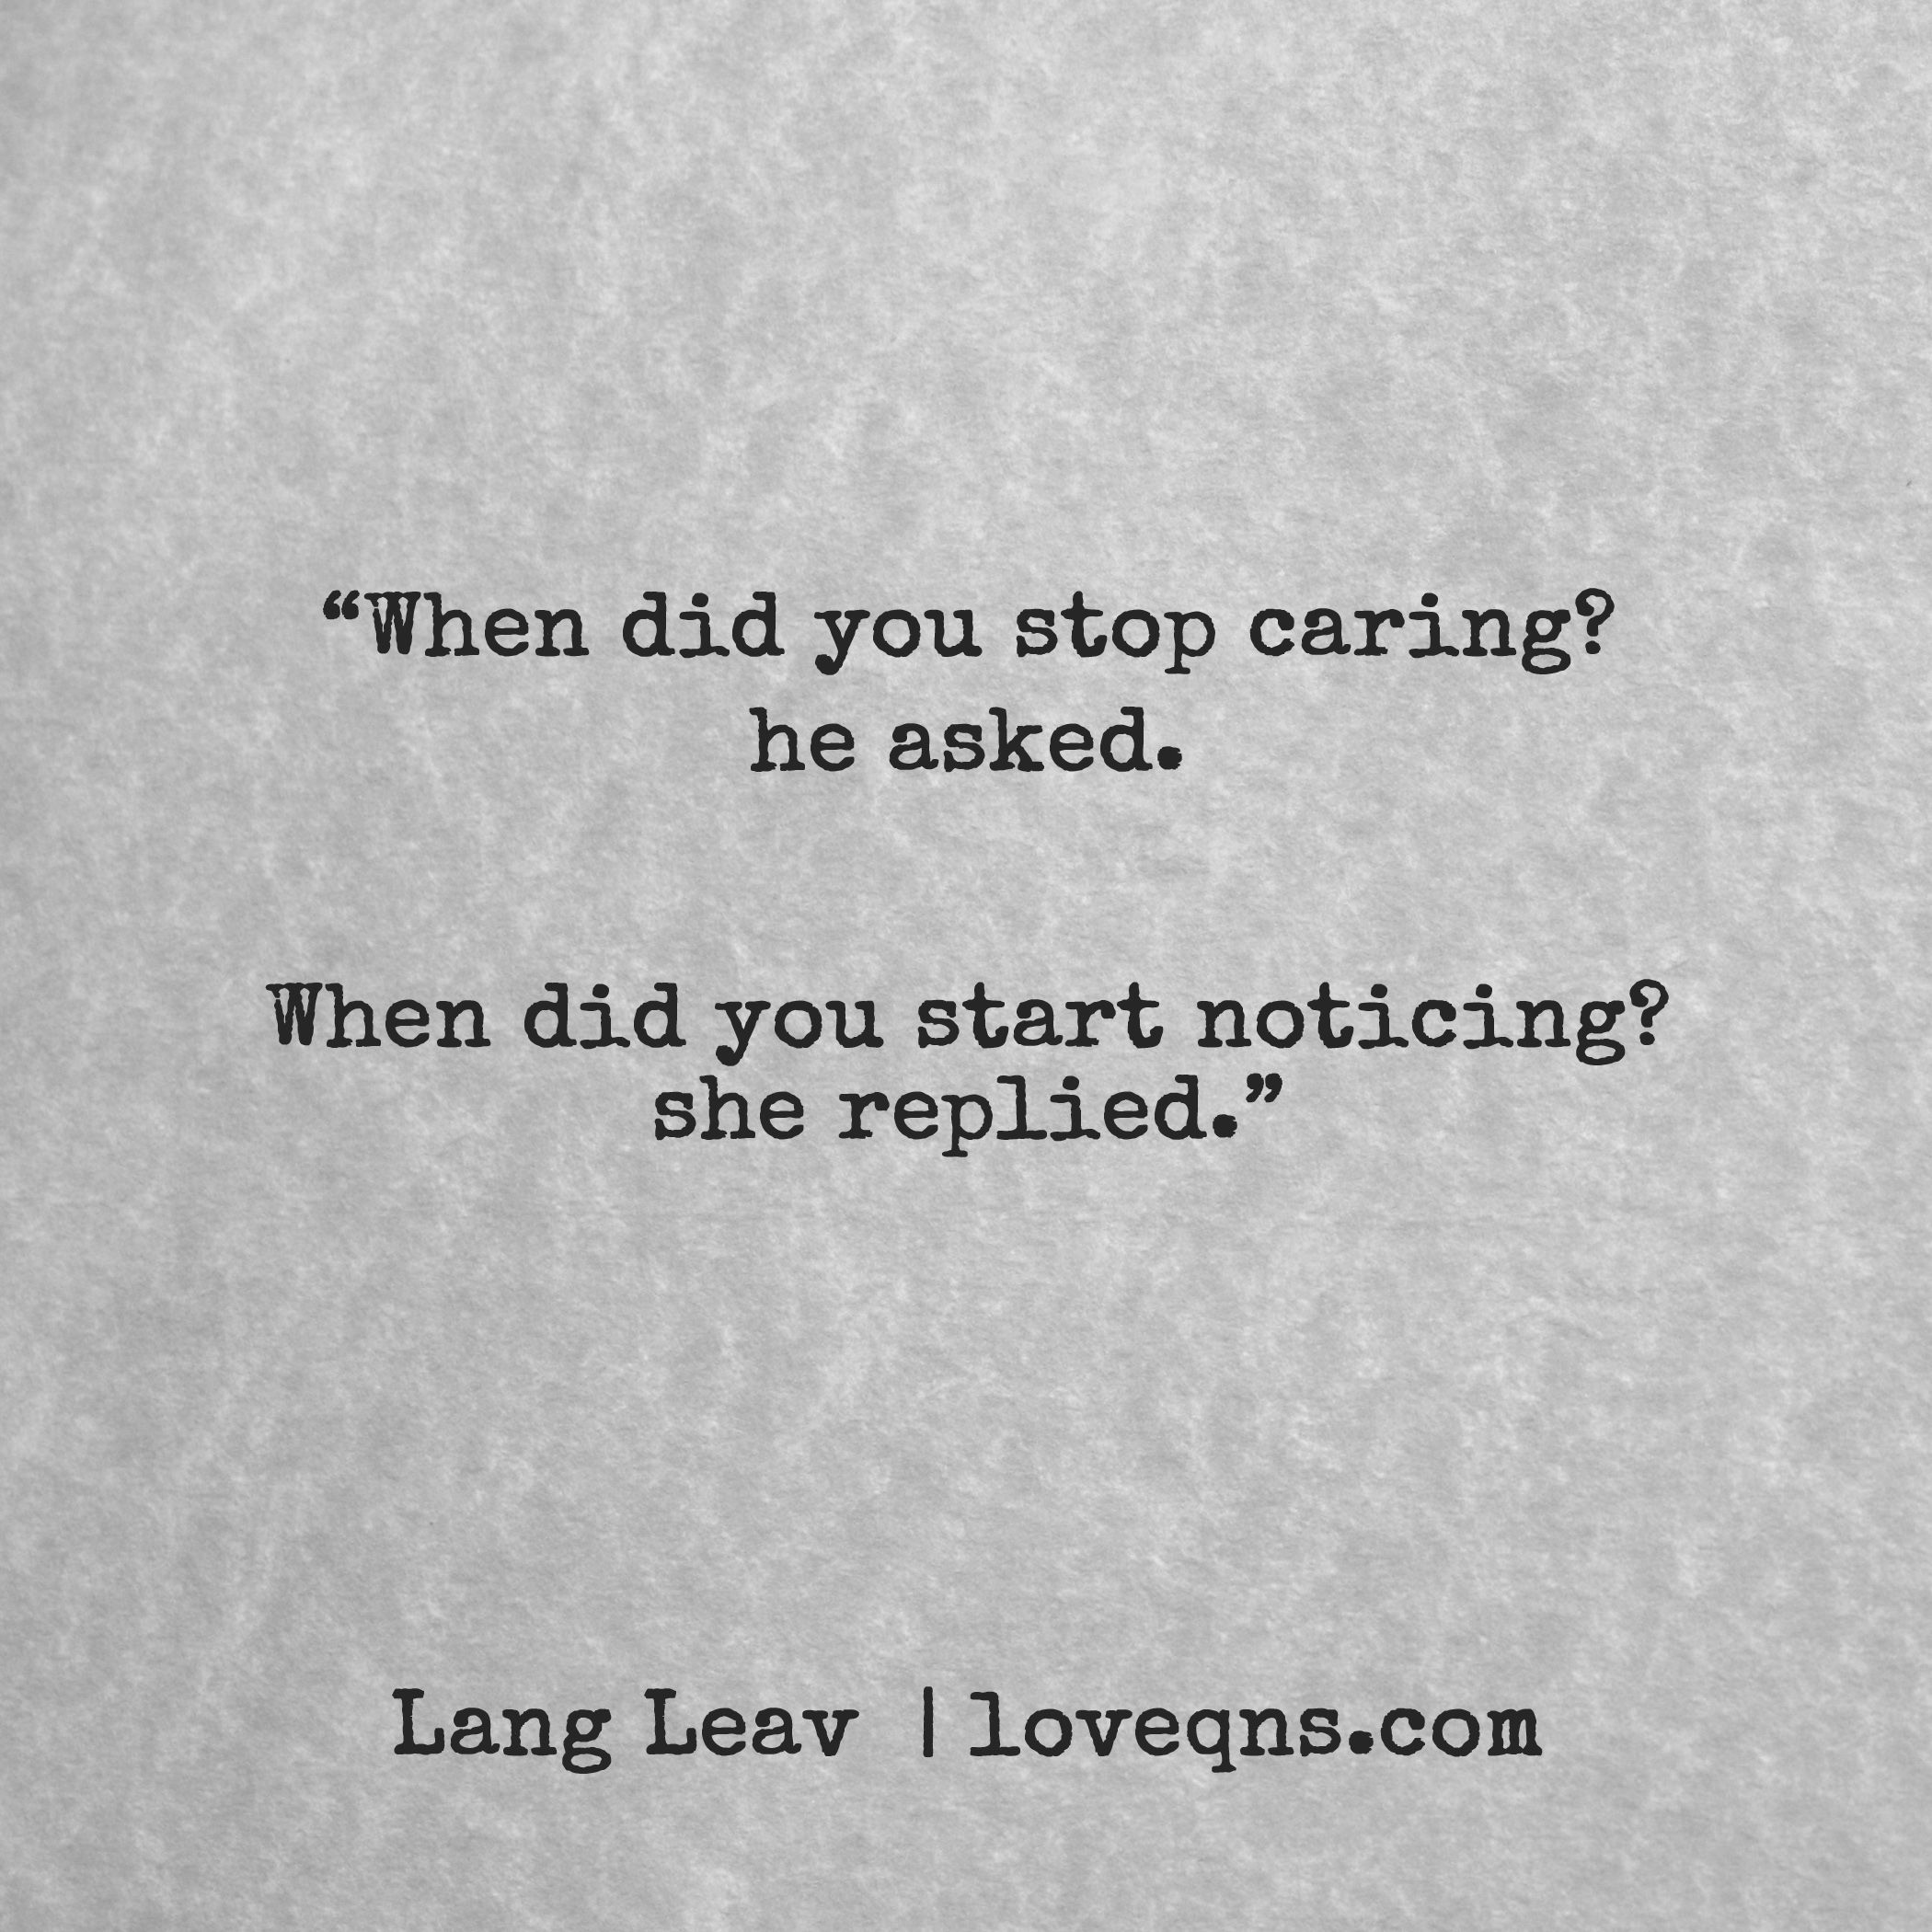 “When did you stop caring?
he asked.
When did you start noticing?
she replied.”
Lang Leav | loveqns.com